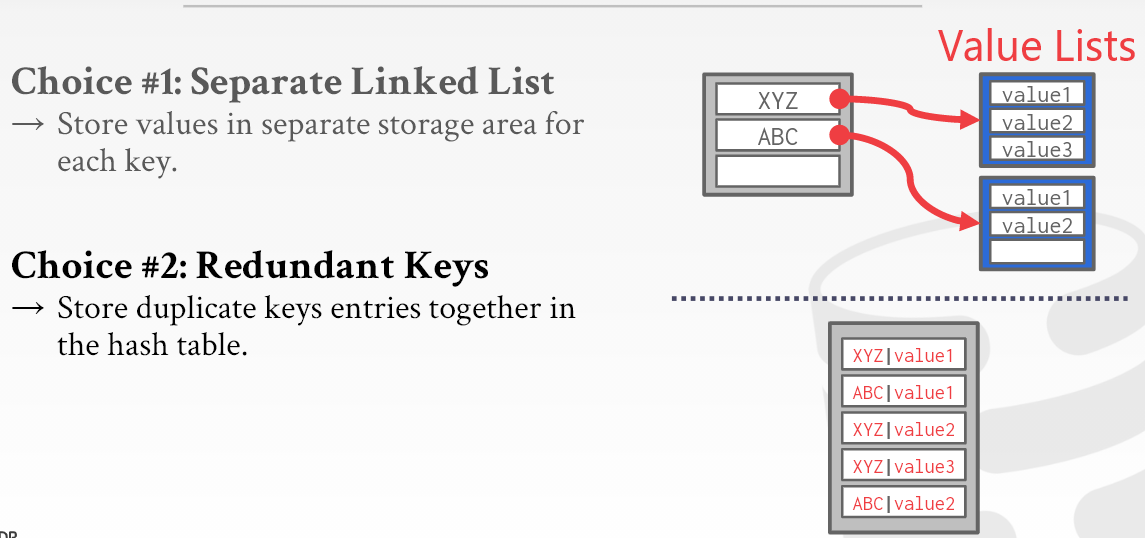 Value Lists
Choice #1: Separate Linked List
→ Store values in separate storage area for
each key.
XYZ
ABC
value1
value2
value3
value1
value2
Choice #2: Redundant Keys
→ Store duplicate keys entries together in
the hash table.
XYZ|value1
ABC|value1
XYZ|value2
XYZ|value3
ABC|value2